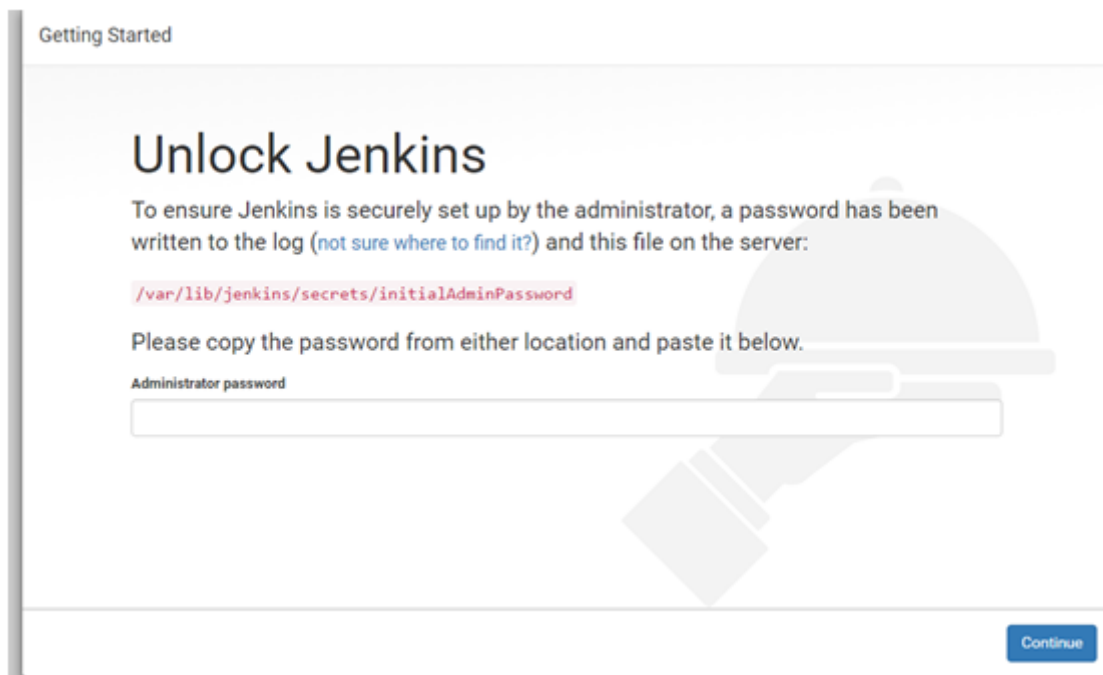 Getting Started
Unlock Jenkins
To ensure Jenkins is securely set up by the administrator, a password has been
written to the log (not sure where to find it?) and this file on the server:
/var/lib/jenkins/secrets/initialAdminPassword
Please copy the password from either location and paste it below.
Administrator password
Continue